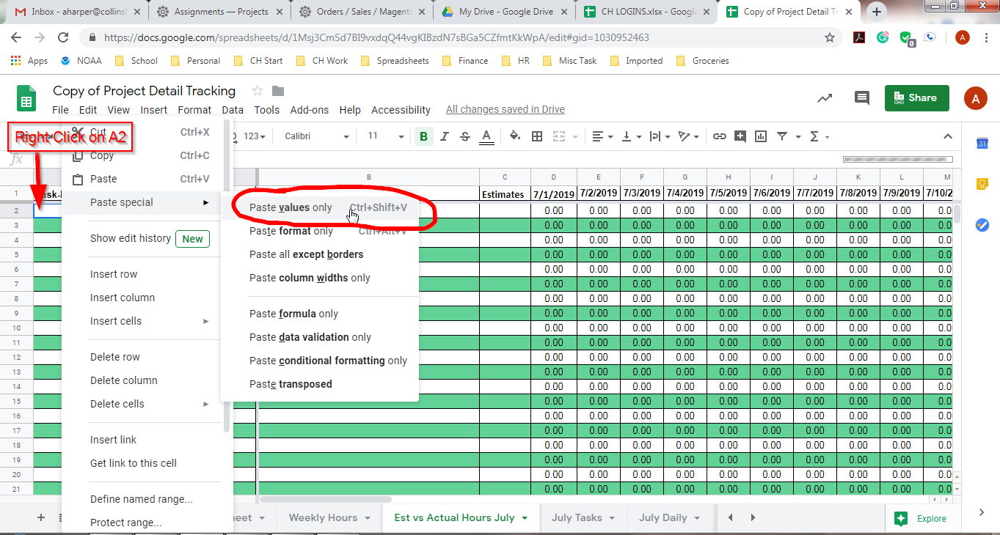 Inbox - aharper@collinsh
Assignments — Projects
Orders / Sales / Magento
My Drive - Google Drive
CH LOGINS.xlsx - Google
Copy of Project Detail Tr
https://docs.google.com/spreadsheets/d/1Msj3CmSd7BI9vxdqQ44vgKIBzdN7sBGa5CZfmtKkWpA/edit#gid=1030952463
0
A
Apps NOAA School Personal CH Start CH Work Spreadsheets Finance HR Misc Task Imported Groceries
Copy of Project Detail Tracking
File Edit View Insert Format Data Tools Add-ons Help Accessibility All changes saved in Drive
Share
A
Right Click on A2
123 Calibri 11 B I S A
31
fx
B C D E F G H I J K L M
1 Estimates 7/1/2019 7/2/2019 7/3/2019 7/4/2019 7/5/2019 7/6/2019 7/7/2019 7/8/2019 7/9/2019 7/10/2
2 0.00 0.00 0.00 0.00 0.00 0.00 0.00 0.00 0.00 0.0
3 0.00 0.00 0.00 0.00 0.00 0.00 0.00 0.00 0.00 0.0
4 0.00 0.00 0.00 0.00 0.00 0.00 0.00 0.00 0.00 0.0
5 0.00 0.00 0.00 0.00 0.00 0.00 0.00 0.00 0.00 0.0
6 0.00 0.00 0.00 0.00 0.00 0.00 0.00 0.00 0.00 0.0
7 0.00 0.00 0.00 0.00 0.00 0.00 0.00 0.00 0.00 0.0
8 0.00 0.00 0.00 0.00 0.00 0.00 0.00 0.00 0.00 0.0
9 0.00 0.00 0.00 0.00 0.00 0.00 0.00 0.00 0.00 0.0
10 0.00 0.00 0.00 0.00 0.00 0.00 0.00 0.00 0.00 0.0
11 0.00 0.00 0.00 0.00 0.00 0.00 0.00 0.00 0.00 0.0
12 0.00 0.00 0.00 0.00 0.00 0.00 0.00 0.00 0.00 0.0
13 0.00 0.00 0.00 0.00 0.00 0.00 0.00 0.00 0.00 0.0
14 0.00 0.00 0.00 0.00 0.00 0.00 0.00 0.00 0.00 0.0
15 0.00 0.00 0.00 0.00 0.00 0.00 0.00 0.00 0.00 0.0
16 0.00 0.00 0.00 0.00 0.00 0.00 0.00 0.00 0.00 0.0
17 0.00 0.00 0.00 0.00 0.00 0.00 0.00 0.00 0.00 0.0
18 0.00 0.00 0.00 0.00 0.00 0.00 0.00 0.00 0.00 0.0
19 0.00 0.00 0.00 0.00 0.00 0.00 0.00 0.00 0.00 0.0
20 0.00 0.00 0.00 0.00 0.00 0.00 0.00 0.00 0.00 0.0
21 0.00 0.00 0.00 0.00 0.00 0.00 0.00 0.00 0.00 0.0
Cut Ctrl+X
Copy Ctrl+C
Paste Ctrl+V
Paste special
Show edit history New
Insert row
Insert column
Insert cells
Delete row
Delete column
Delete cells
Insert link
Get link to this cell
Define named range...
Protect range...
Paste values only Ctrl+Shift+V
Paste format only Ctrl+Alt+V
Paste all except borders
Paste column widths only
Paste formula only
Paste data validation only
Paste conditional formatting only
Paste transposed
heet Weekly Hours Est vs Actual Hours July July Tasks July Daily
Explore